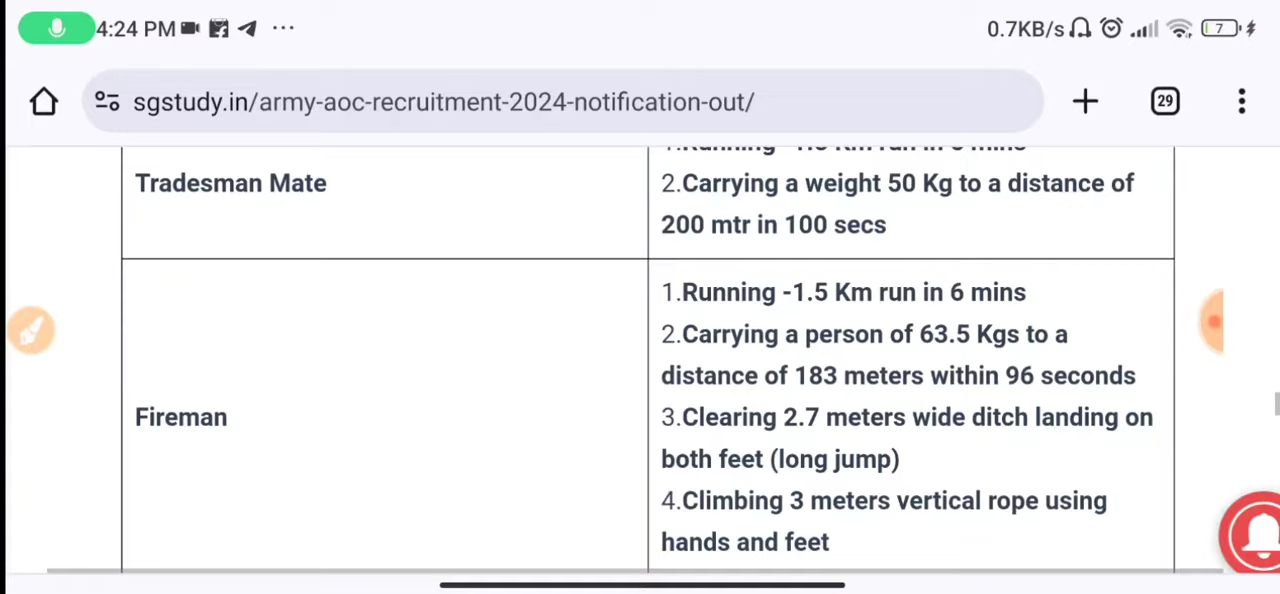 4:24 PM
0.7KB/s
7
sgstudy.in/army-aoc-recruitment-2024-notification-out/
29
Tradesman Mate
2.Carrying a weight 50 Kg to a distance of
200 mtr in 100 secs
Fireman
1.Running -1.5 Km run in 6 mins
2.Carrying a person of 63.5 Kgs to a
distance of 183 meters within 96 seconds
3.Clearing 2.7 meters wide ditch landing on
both feet (long jump)
4.Climbing 3 meters vertical rope using
hands and feet